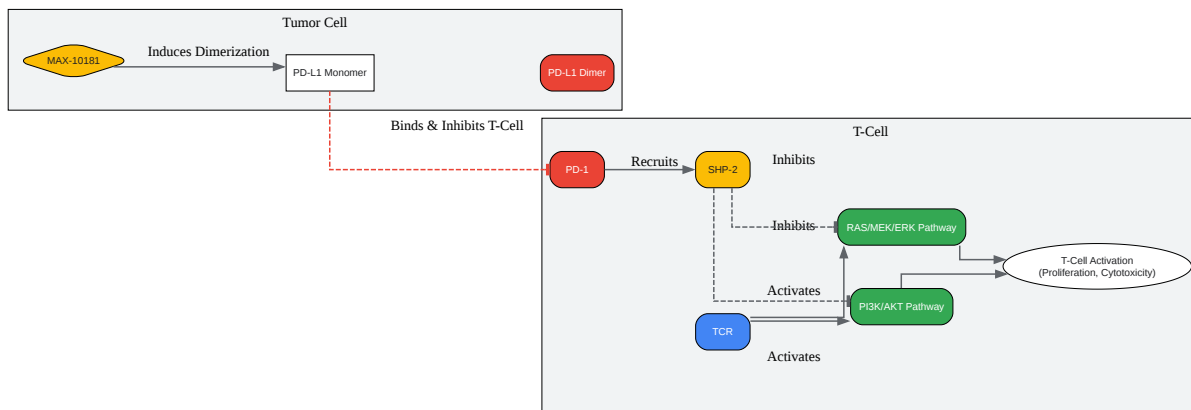 Tumor Cell
MAX-10181
Induces Dimerization
PD-L1 Monomer
PD-L1 Dimer
Binds & Inhibits T-Cell
T-Cell
PD-1
Recruits
SHP-2
Inhibits
Inhibits
RAS/MEK/ERK Pathway
T-Cell Activation
(Proliferation, Cytotoxicity)
Activates
PI3K/AKT Pathway
TCR
Activates